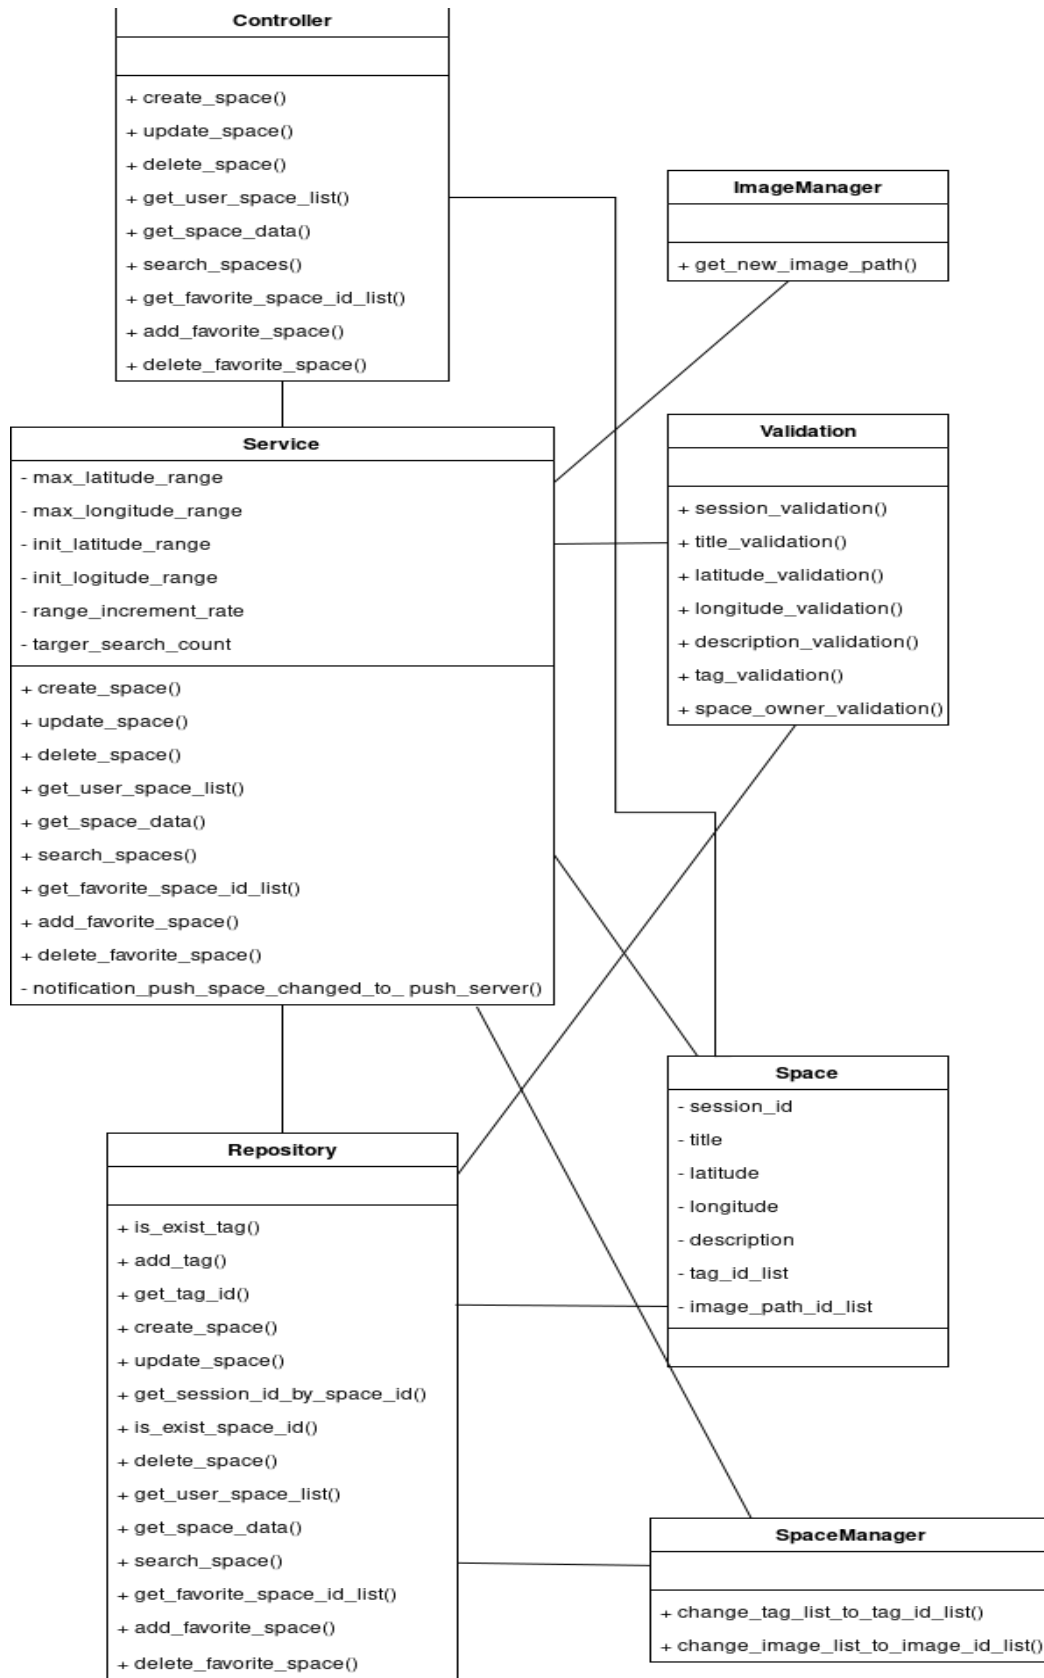 Controller
+ create_space()
+ update_space()
+ delete_space()
+ get_user_space_list()
+ get_space_data()
+ search_spaces()
+ get_favorite_space_id_list()
+ add_favorite_space()
+ delete_favorite_space()
ImageManager
+ get_new_image_path()
Service
- max_latitude_range
- max_longitude_range
- init_latitude_range
- init_logitude_range
- range_increment_rate
- targer_search_count
+ create_space()
+ update_space()
+ delete_space()
+ get_user_space_list()
+ get_space_data()
+ search_spaces()
+ get_favorite_space_id_list()
+ add_favorite_space()
+ delete_favorite_space()
- notification_push_space_changed_to_ push_server()
Validation
+ session_validation()
+ title_validation()
+ latitude_validation()
+ longitude_validation()
+ description_validation()
+ tag_validation()
+ space_owner_validation()
Space
- session_id
- title
- latitude
- longitude
- description
- tag_id_list
- image_path_id_list
Repository
+ is_exist_tag()
+ add_tag()
+ get_tag_id()
+ create_space()
+ update_space()
+ get_session_id_by_space_id()
+ is_exist_space_id()
+ delete_space()
+ get_user_space_list()
+ get_space_data()
+ search_space()
+ get_favorite_space_id_list()
+ add_favorite_space()
+ delete_favorite_space()
SpaceManager
+ change_tag_list_to_tag_id_list()
+ change_image_list_to_image_id_list()